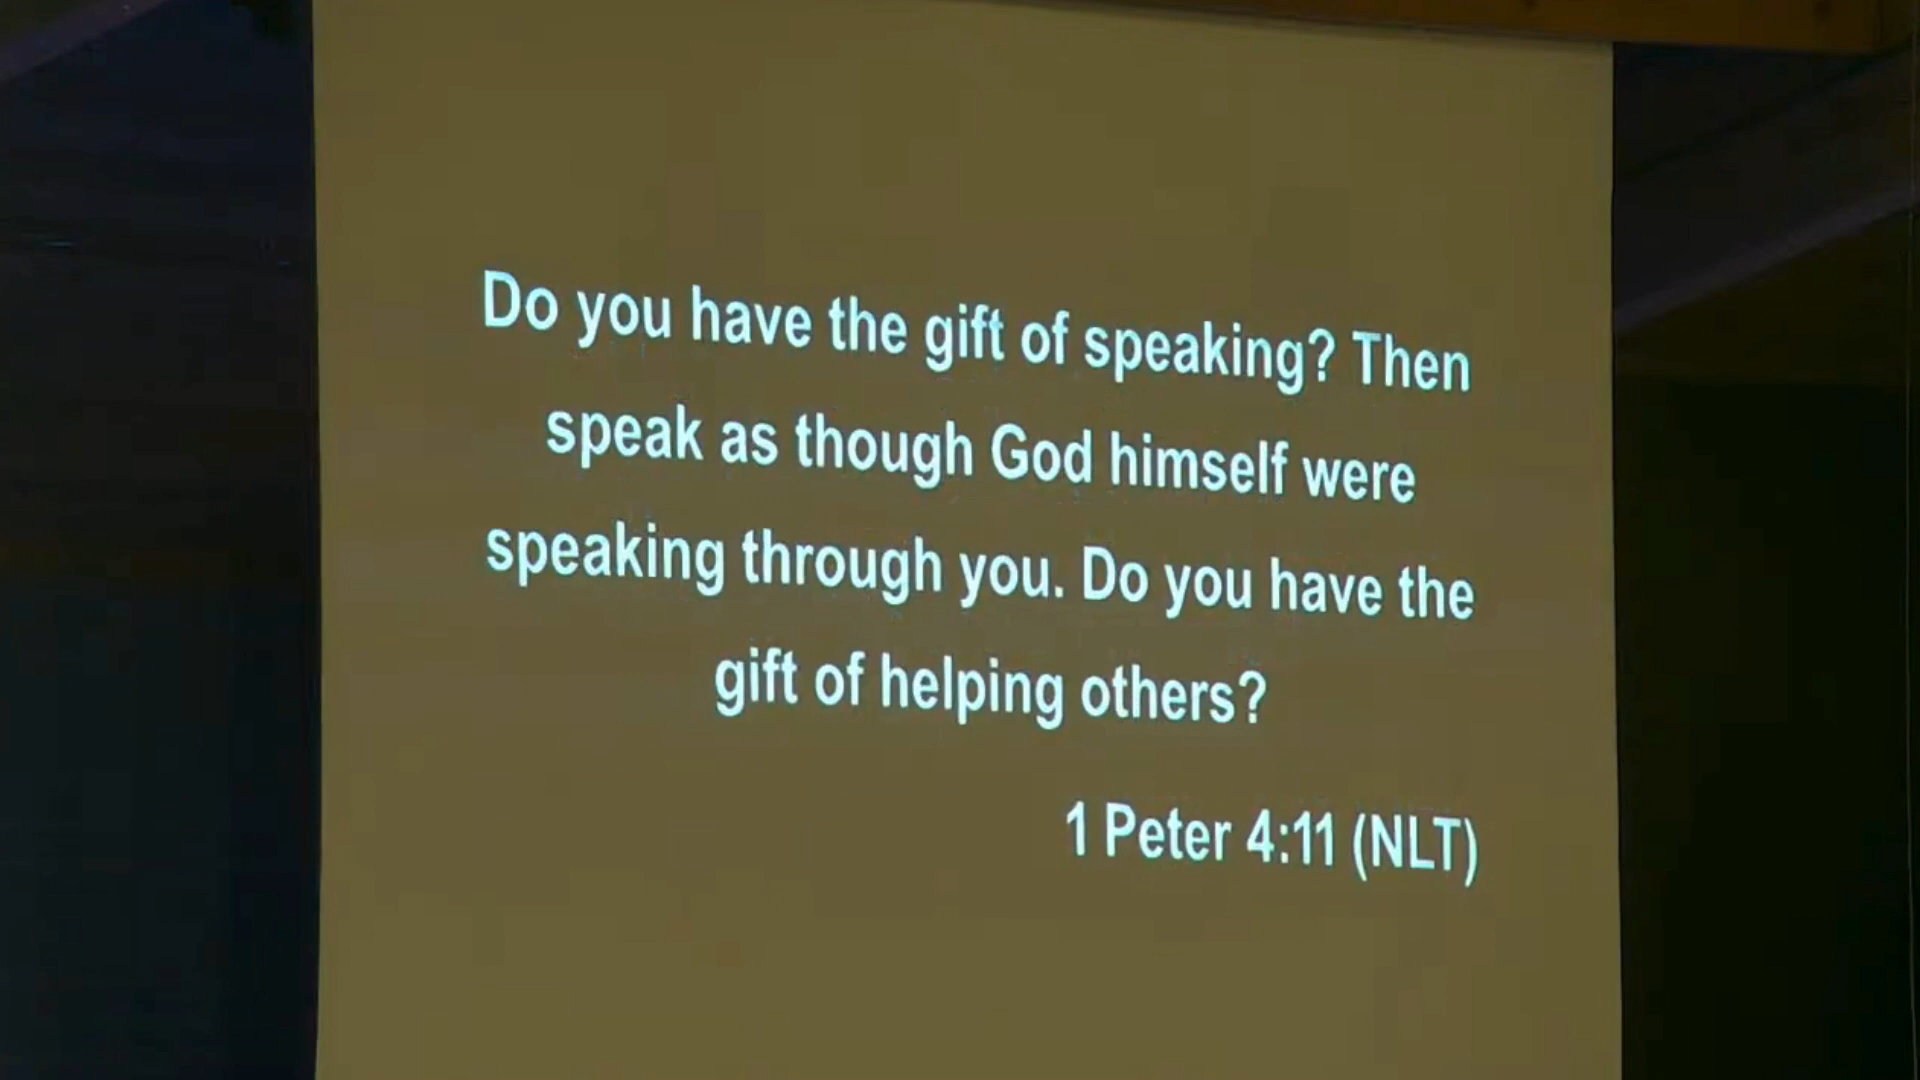 Do you have the gift of speaking? Then
speak as though God himself were
speaking through you. Do you have the
gift of helping others?
1 Peter 4:11 (NLT)